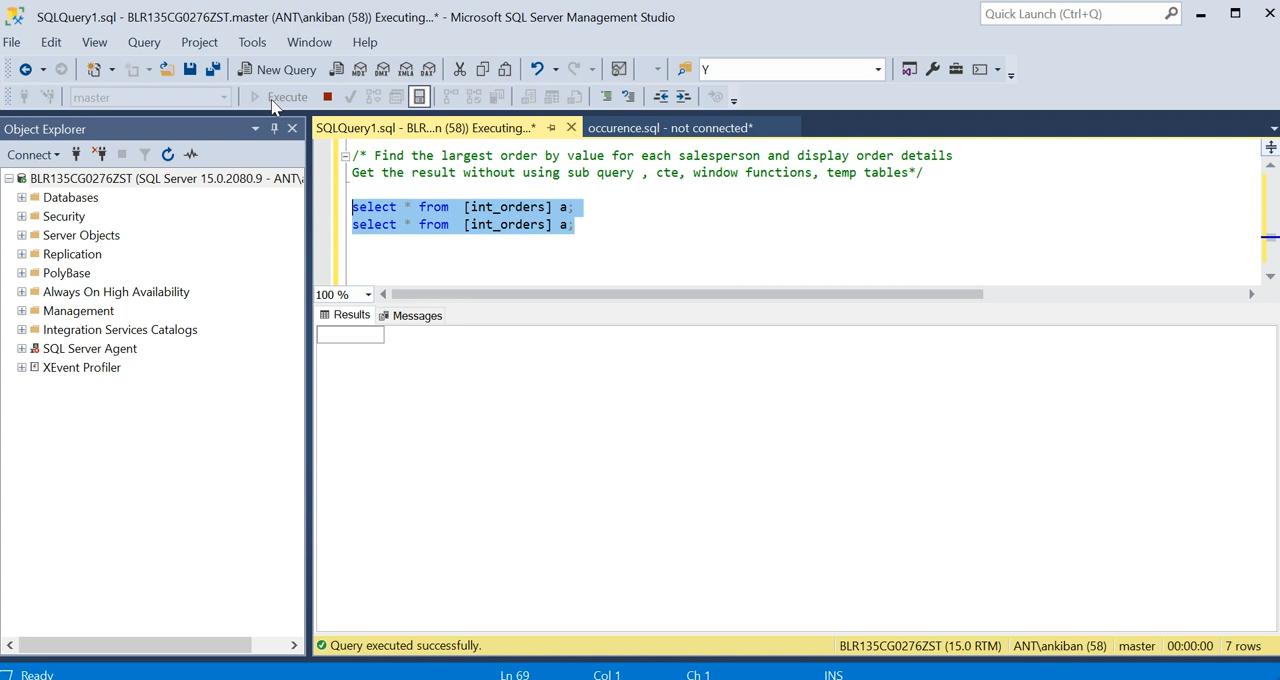 SQLQuery1.sql - BLR135CG0276ZST.master (ANT\ankiban (58)) Executing...* - Microsoft SQL Server Management Studio
Quick Launch (Ctrl+Q)
File Edit View Query Project Tools Window Help
New Query MDX DMX XMLA DAX Y
master Execute
Object Explorer
SQLQuery1.sql - BLR...n (58)) Executing...*
occurence.sql - not connected*
Connect
BLR135CG0276ZST (SQL Server 15.0.2080.9 - ANT\
Databases
Security
Server Objects
Replication
PolyBase
Always On High Availability
Management
Integration Services Catalogs
SQL Server Agent
XEvent Profiler
/* Find the largest order by value for each salesperson and display order details
Get the result without using sub query , cte, window functions, temp tables*/
select * from [int_orders] a;
select * from [int_orders] a;
100 %
Results Messages
Query executed successfully.
BLR135CG0276ZST (15.0 RTM) ANT\ankiban (58) master 00:00:00 7 rows
Ready Ln 69 Col 1 Ch 1 INS